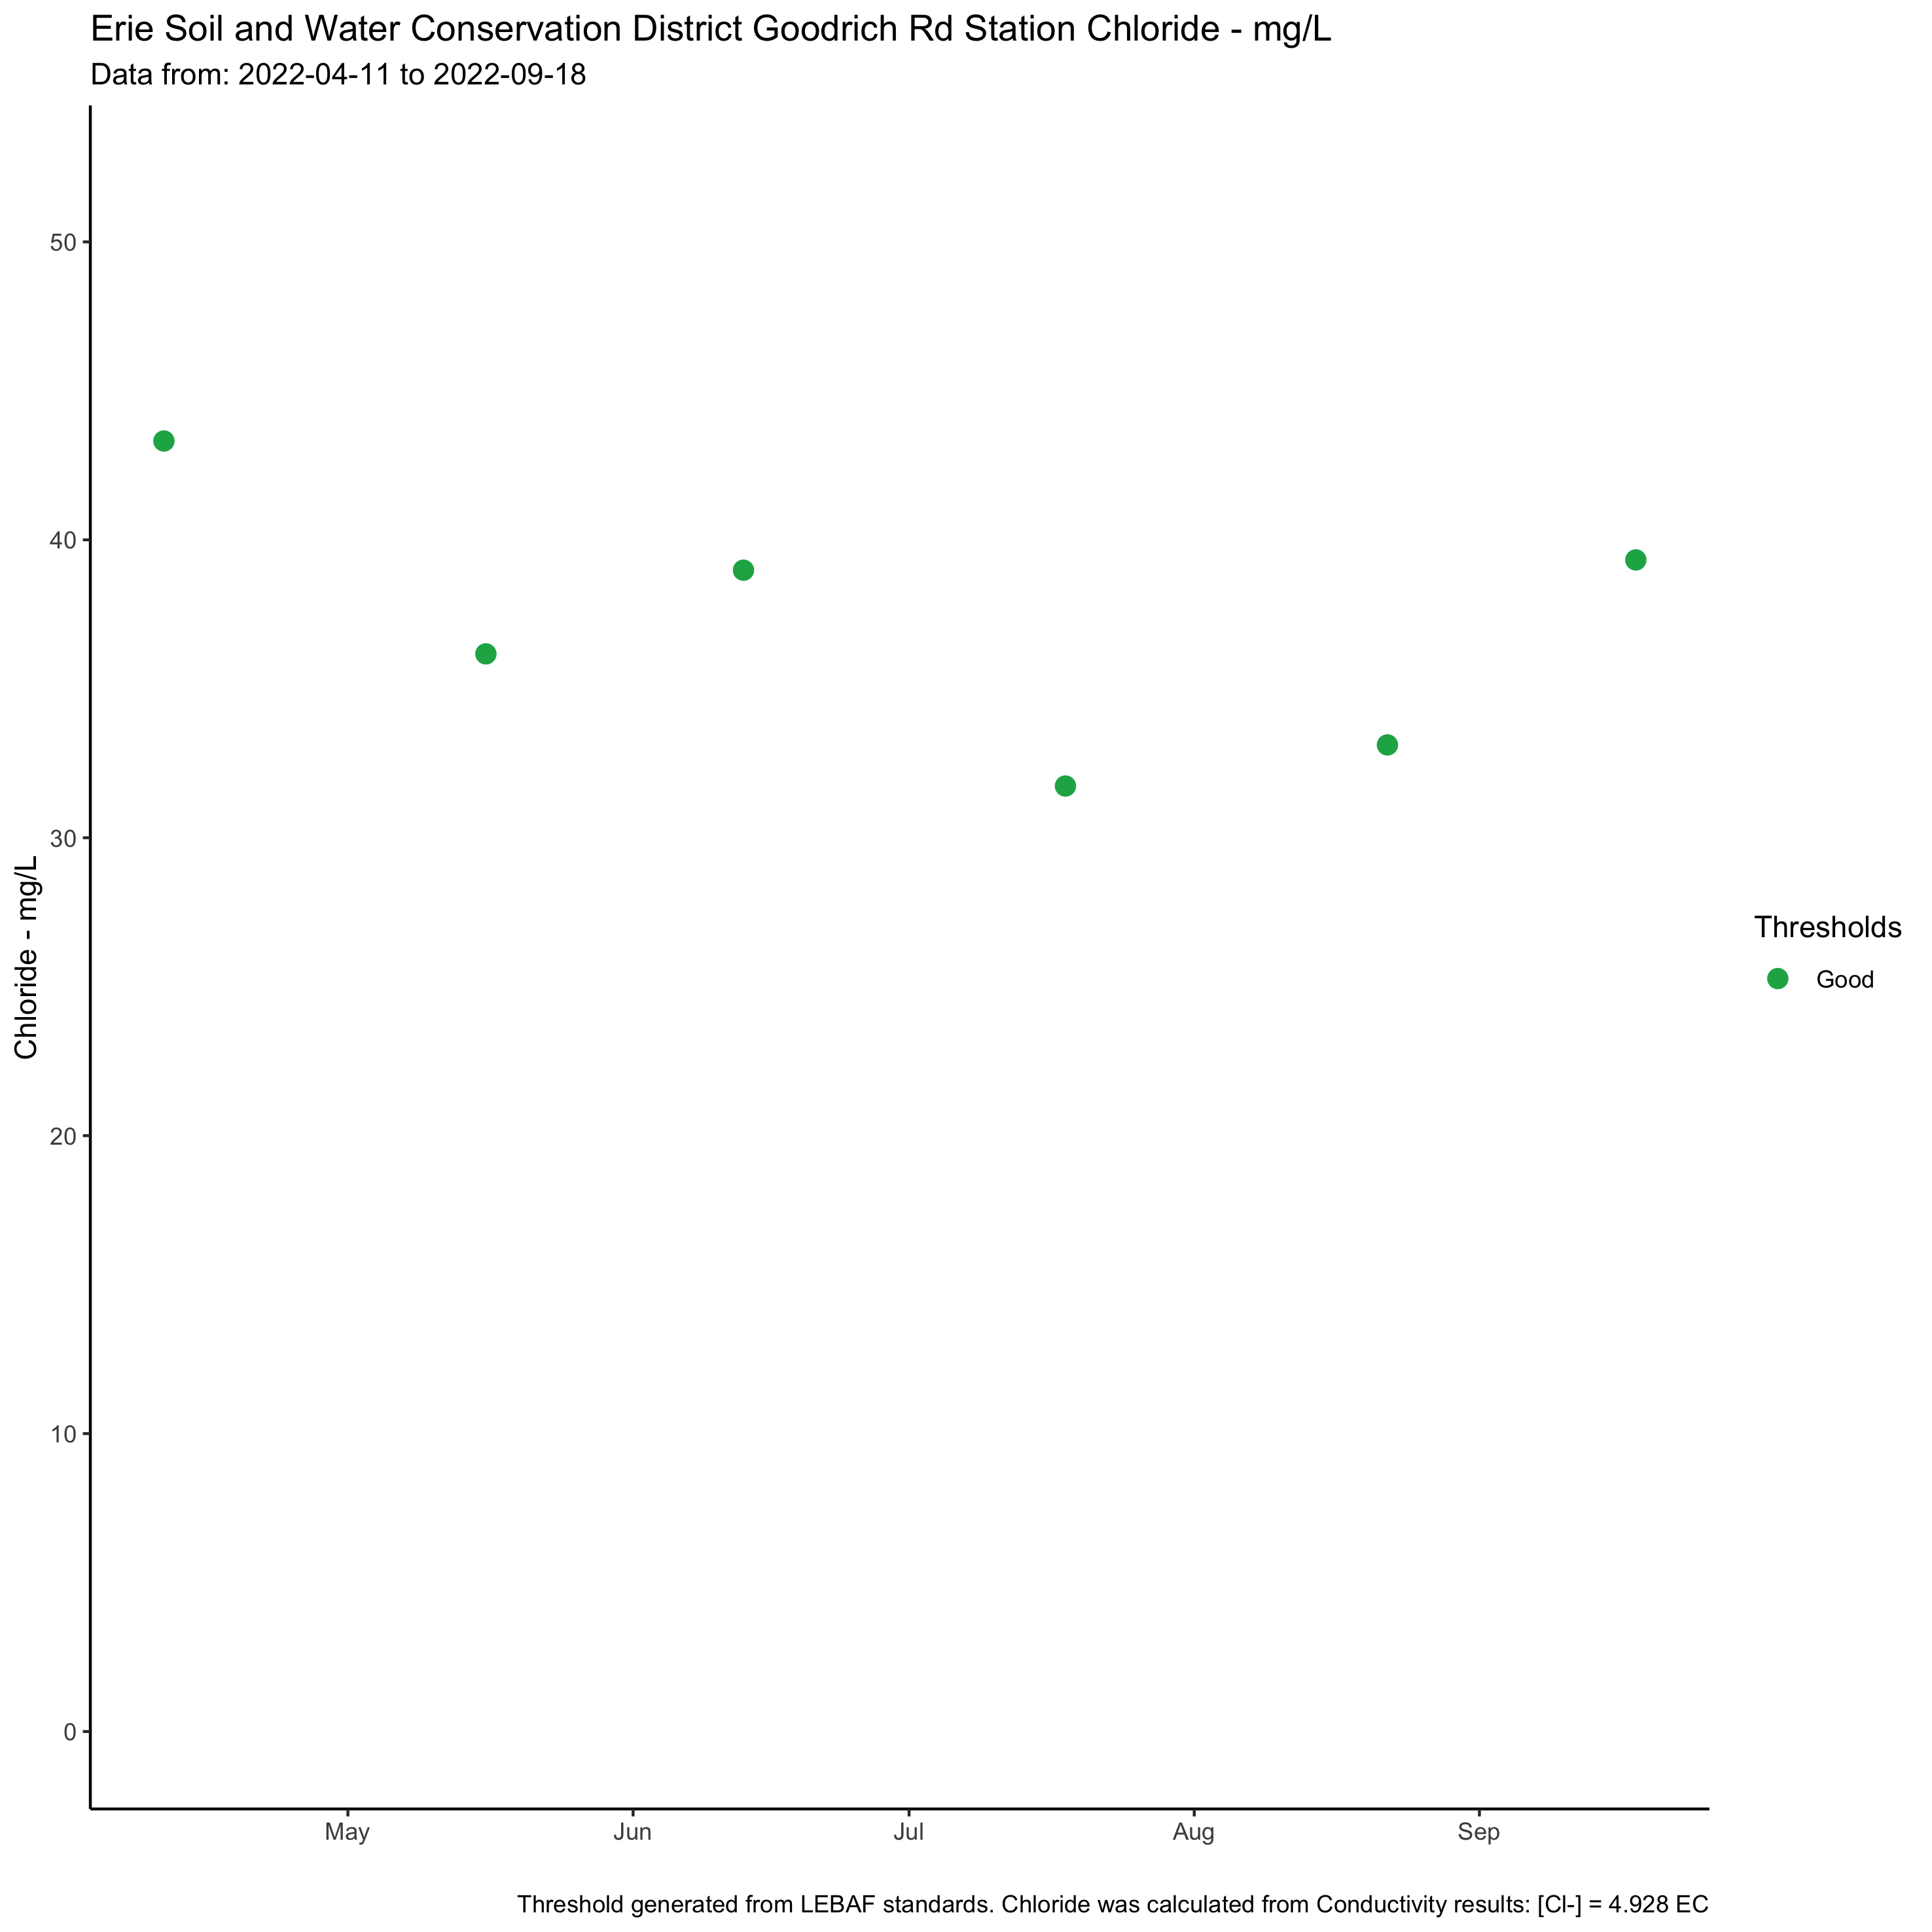 Erie Soil and Water Conservation District Goodrich Rd Station Chloride - mg/L
Data from: 2022-04-11 to 2022-09-18
Chloride - mg/L
50
40
30
20
10
0
May Jun Jul Aug Sep
Thresholds
Good
Threshold generated from LEBAF standards. Chloride was calculated from Conductivity results: [Cl-] = 4.928 EC